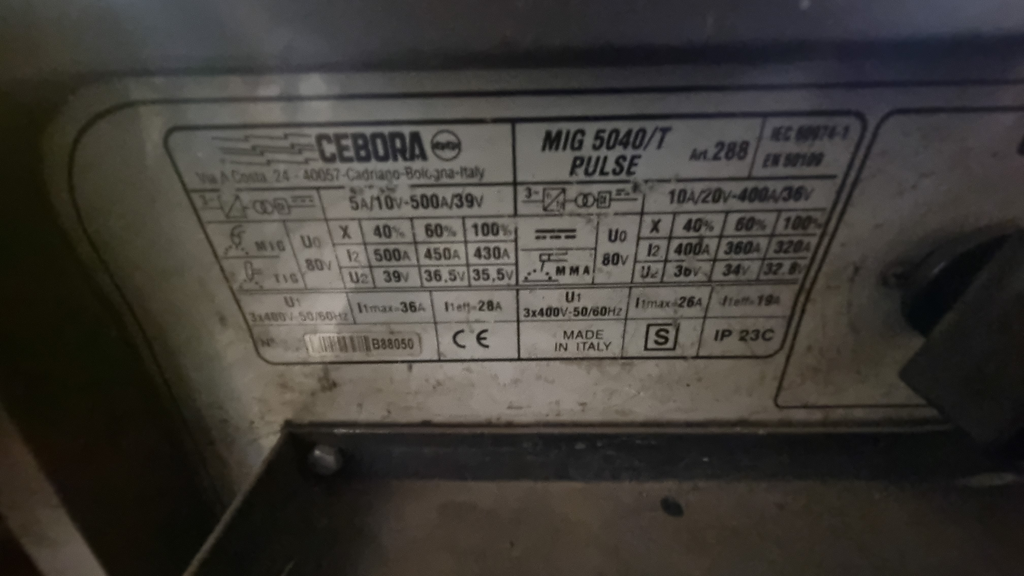 CEBORA
Via A.Costa, 24 - 40057-Cadriano-Bologna-Italy
MIG 5040/T
PULSE
Art. 288
IEC 60974-1
EN 50199
3~
5A/10V-500A/39V
MIG
TIG
U0
80V
X 40% 60% 100%
I2 500A 450A 430A
U2 39V 36,5V 35,5V
U1
3x400V-50/60Hz
I1max=36A
I1eff=28A
N°
B88050
CE
3~
10A/20V-400A/36V
MMA
U0
80V
X 40% 60% 100%
I2 400A 360A 320A
U2 36V 34V 32.8V
U1
3x400V-50/60Hz
I1max=26A
I1eff=19A
MADE
IN ITALY
S
IP 23C